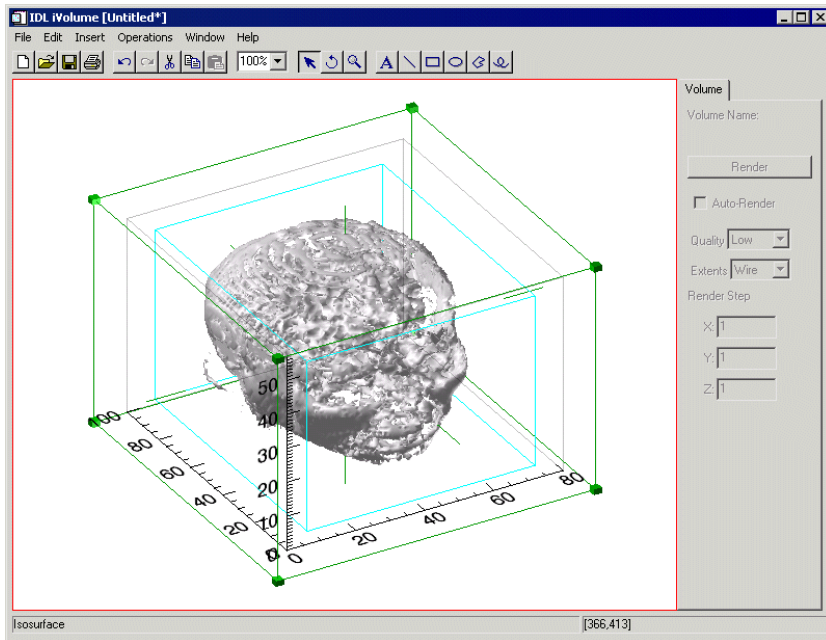 IDL iVolume [Untitled*]
File Edit Insert Operations Window Help
100%
A
Volume
Volume Name:
Render
Auto-Render
Quality Low
Extents Wire
Render Step
X: 1
Y: 1
Z: 1
50
40
30
20
10
0
100
80
60
40
20
0
0
20
40
60
80
Isosurface
[366,413]